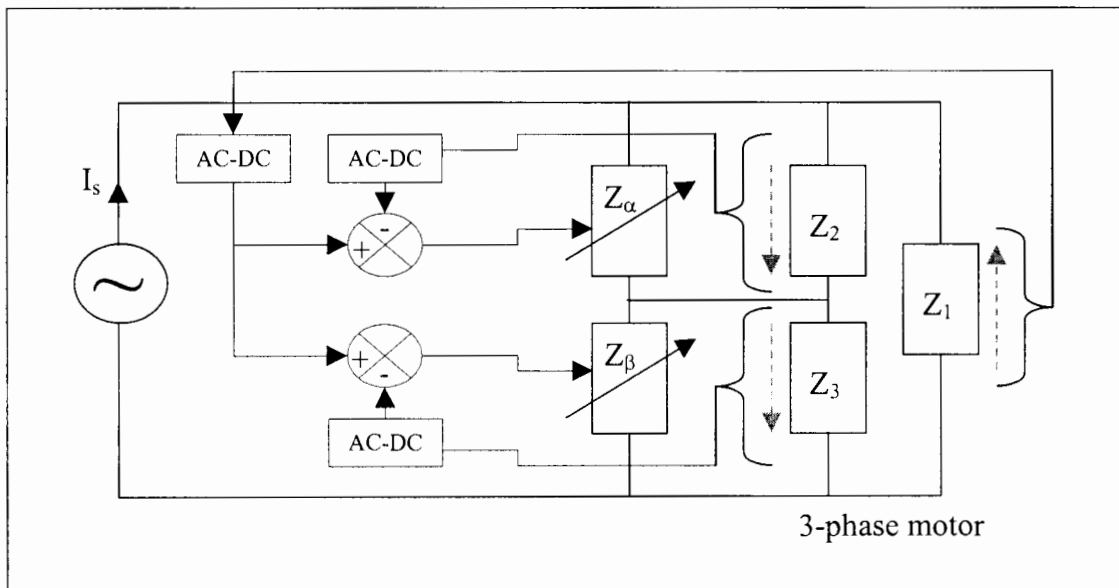 AC-DC
AC-DC
I_s
-
+
Z_α
Z_2
Z_1
+
-
Z_β
Z_3
AC-DC
3-phase motor